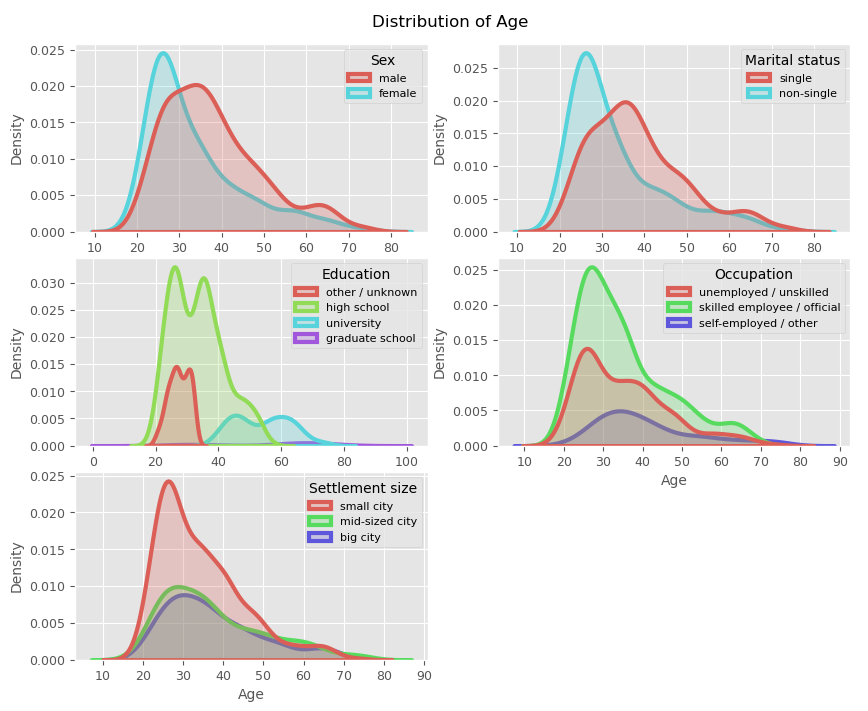 Distribution of Age
Sex
male
female
Density
0.025
0.020
0.015
0.010
0.005
0.000
10 20 30 40 50 60 70 80
Marital status
single
non-single
Density
0.025
0.020
0.015
0.010
0.005
0.000
10 20 30 40 50 60 70 80
Education
other / unknown
high school
university
graduate school
Density
0.030
0.025
0.020
0.015
0.010
0.005
0.000
0 20 40 60 80 100
Occupation
unemployed / unskilled
skilled employee / official
self-employed / other
Density
0.025
0.020
0.015
0.010
0.005
0.000
10 20 30 40 50 60 70 80 90
Age
Settlement size
small city
mid-sized city
big city
Density
0.025
0.020
0.015
0.010
0.005
0.000
10 20 30 40 50 60 70 80 90
Age